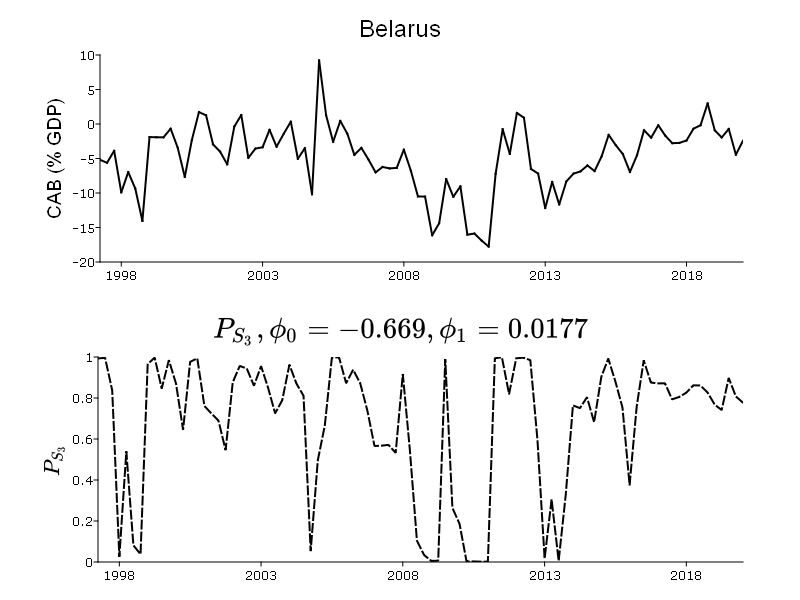 Belarus
CAB (% GDP)
10
5
0
−5
−10
−15
−20
1998 2003 2008 2013 2018
P_{S_3}, ϕ_0 = −0.669, ϕ_1 = 0.0177
P_{S_3}
1
0.8
0.6
0.4
0.2
0
1998 2003 2008 2013 2018